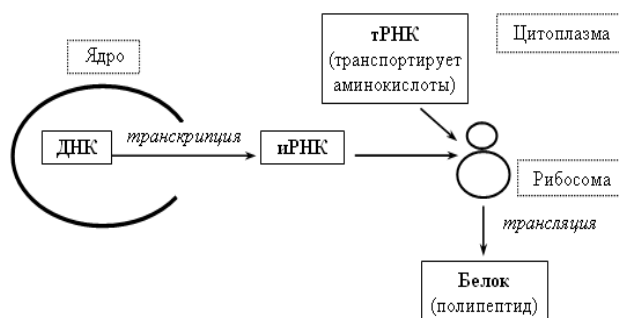 Ядро
тРНК
(транспортирует
аминокислоты)
Цитоплазма
ДНК
транскрипция
иРНК
Рибосома
трансляция
Белок
(полипептид)